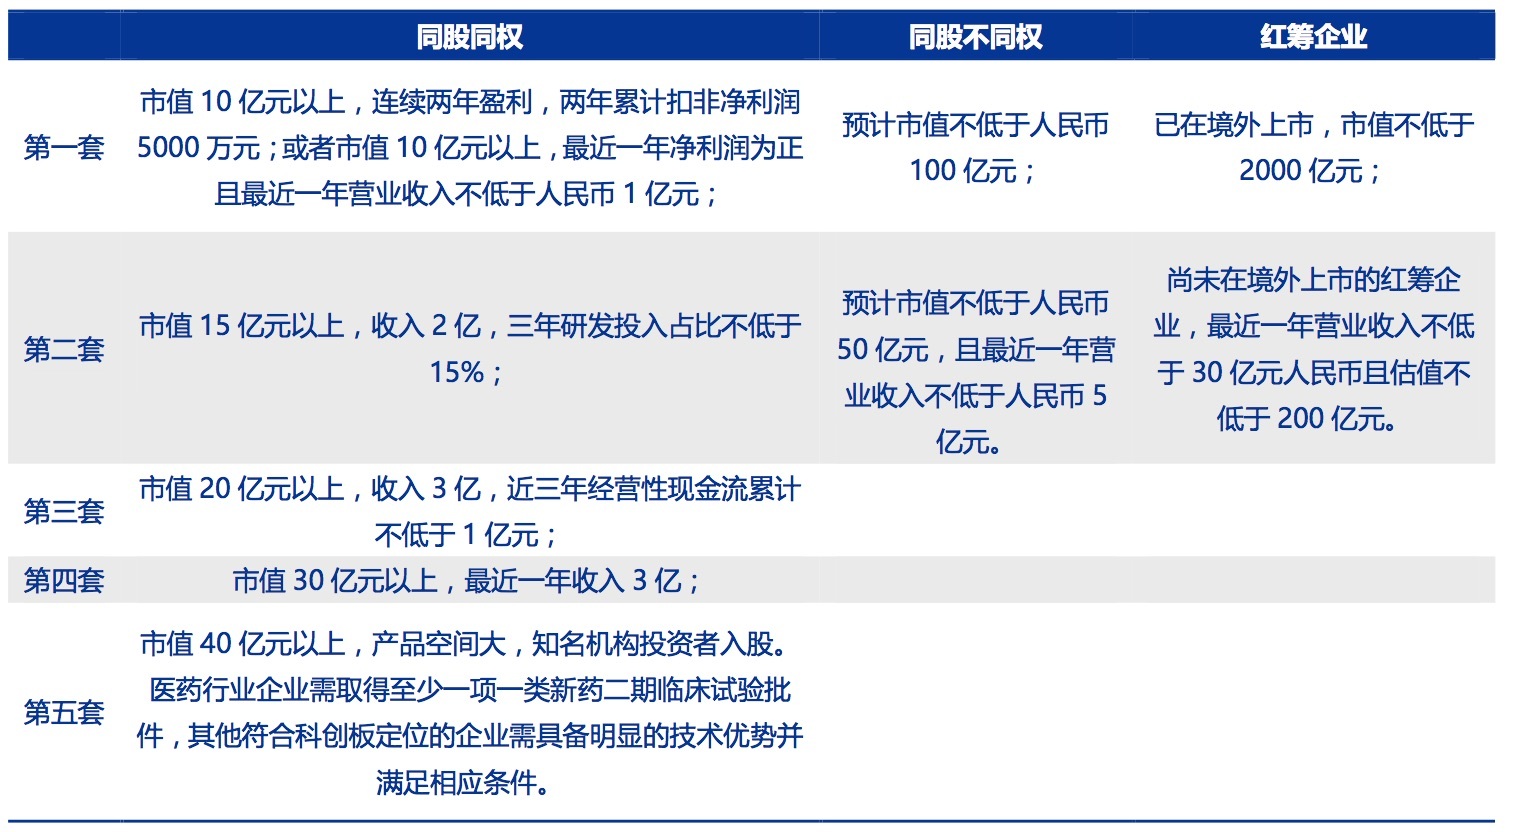 同股同权
同股不同权
红筹企业
第一套
市值 10 亿元以上，连续两年盈利，两年累计扣非净利润
5000 万元；或者市值 10 亿元以上，最近一年净利润为正
且最近一年营业收入不低于人民币 1 亿元；
预计市值不低于人民币
100 亿元；
已在境外上市，市值不低于
2000 亿元；
第二套
市值 15 亿元以上，收入 2 亿，三年研发投入占比不低于
15%；
预计市值不低于人民币
50 亿元，且最近一年营
业收入不低于人民币 5
亿元。
尚未在境外上市的红筹企
业，最近一年营业收入不低
于 30 亿元人民币且估值不
低于 200 亿元。
第三套
市值 20 亿元以上，收入 3 亿，近三年经营性现金流累计
不低于 1 亿元；
第四套
市值 30 亿元以上，最近一年收入 3 亿；
第五套
市值 40 亿元以上，产品空间大，知名机构投资者入股。
医药行业企业需取得至少一项一类新药二期临床试验批
件，其他符合科创板定位的企业需具备明显的技术优势并
满足相应条件。